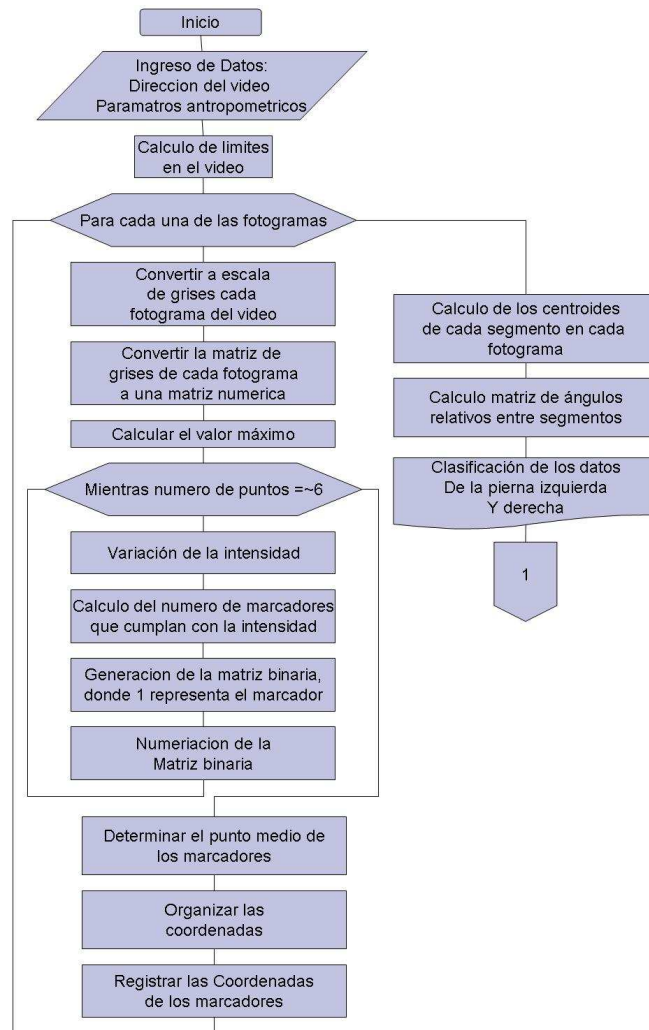 Inicio
Ingreso de Datos:
Direccion del video
Paramatros antropometricos
Calculo de limites
en el video
Para cada una de las fotogramas
Convertir a escala
de grises cada
fotograma del video
Convertir la matriz de
grises de cada fotograma
a una matriz numerica
Calcular el valor máximo
Mientras numero de puntos =~6
Variación de la intensidad
Calculo del numero de marcadores
que cumplan con la intensidad
Generacion de la matriz binaria,
donde 1 representa el marcador
Numeriacion de la
Matriz binaria
Determinar el punto medio de
los marcadores
Organizar las
coordenadas
Registrar las Coordenadas
de los marcadores
Calculo de los centroides
de cada segmento en cada
fotograma
Calculo matriz de ángulos
relativos entre segmentos
Clasificación de los datos
De la pierna izquierda
Y derecha
1